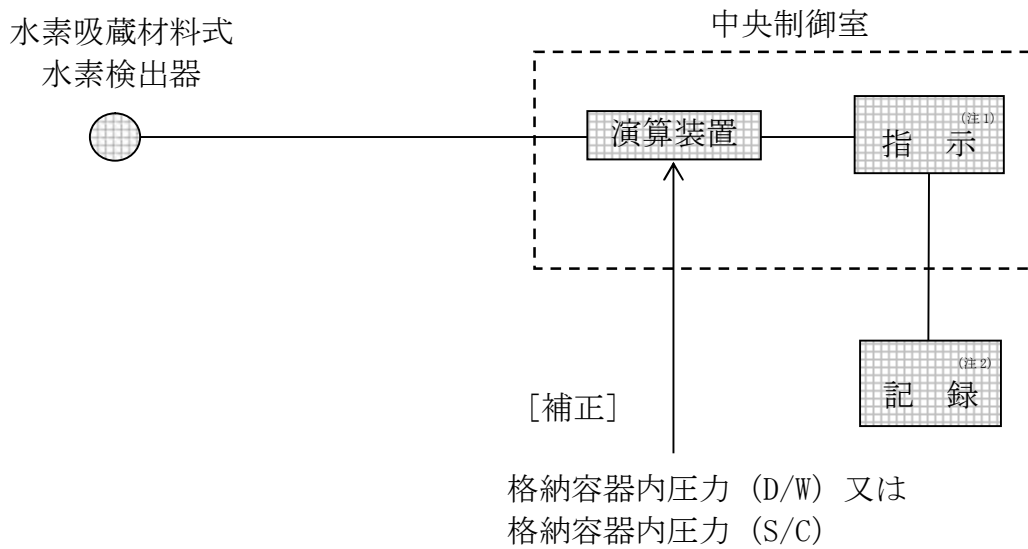 水素吸蔵材料式
水素検出器
中央制御室
演算装置
(注1)
指　示
(注2)
記　録
[補正]
格納容器内圧力 (D/W) 又は
格納容器内圧力 (S/C)